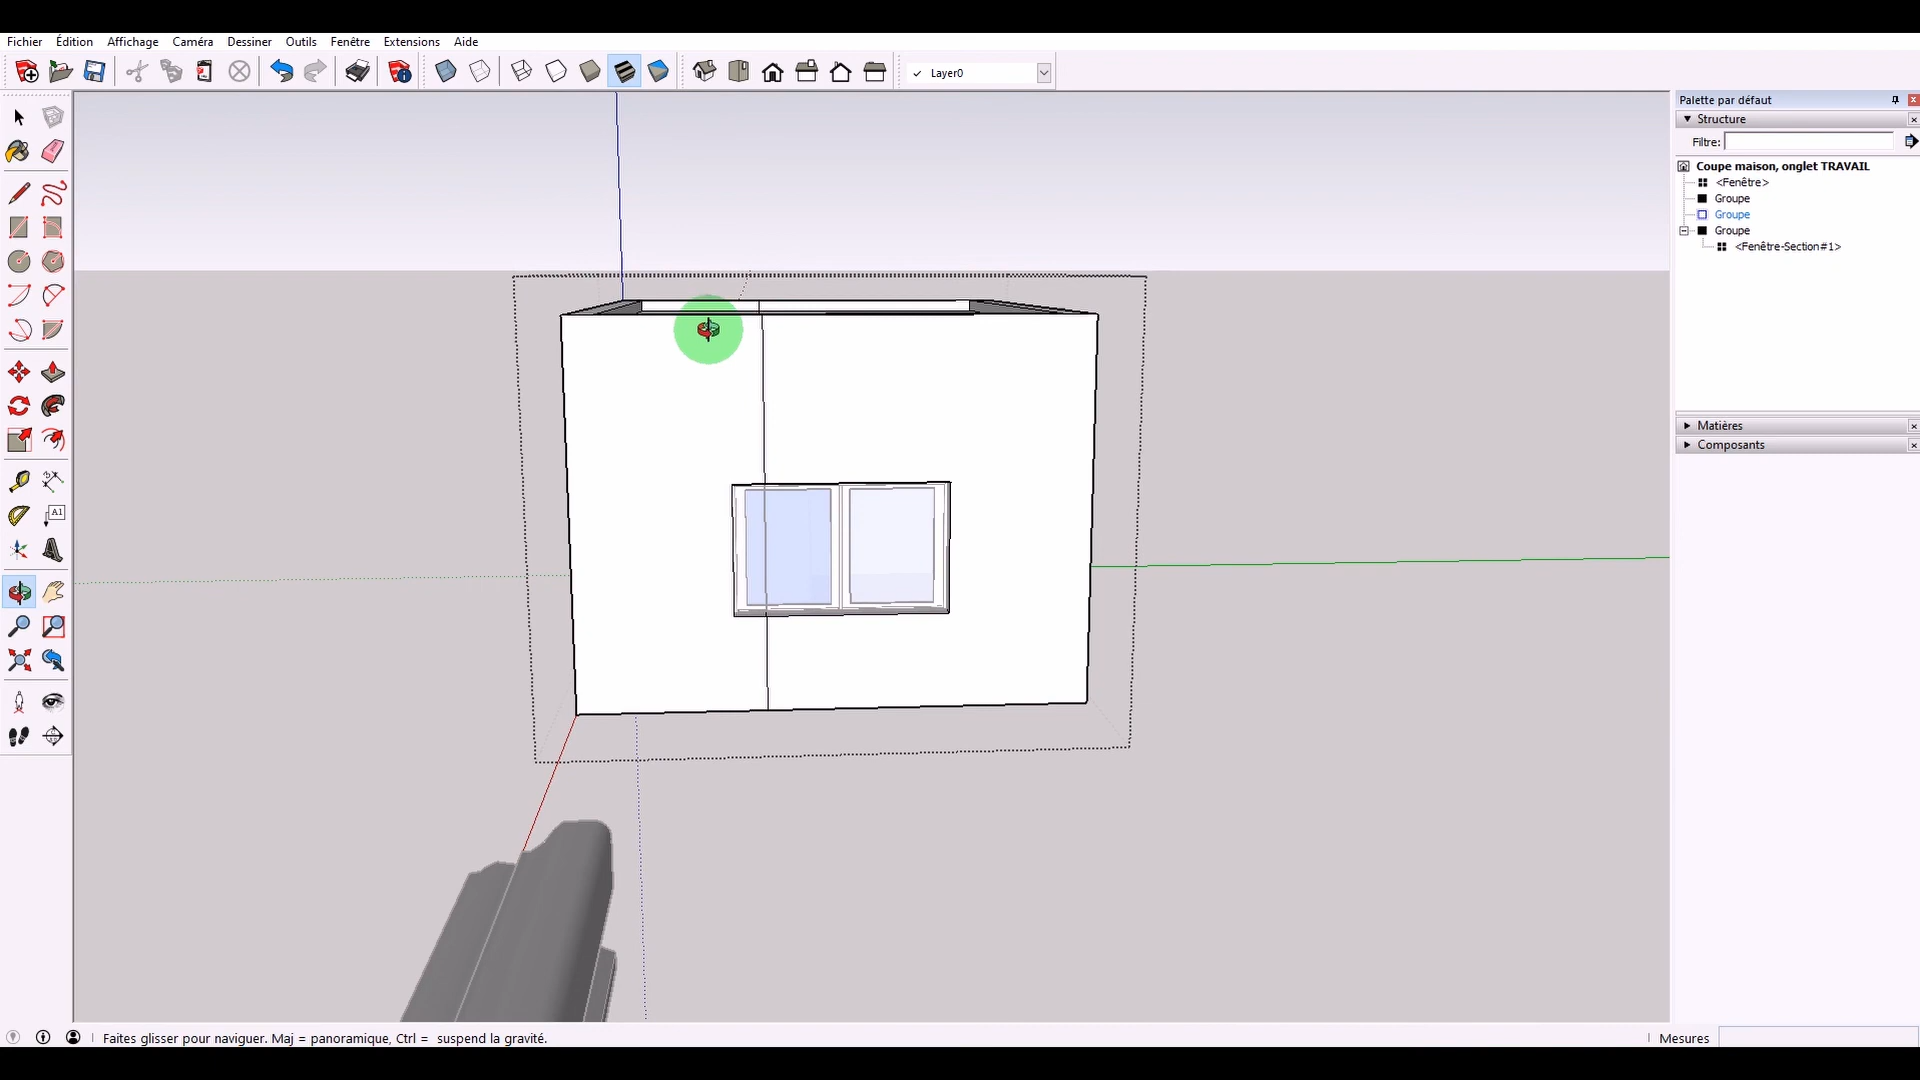 Fichier Édition Affichage Caméra Dessiner Outils Fenêtre Extensions Aide
✓ Layer0
Palette par défaut
Structure
Filtre:
Coupe maison, onglet TRAVAIL
<Fenêtre>
Groupe
Groupe
Groupe
<Fenêtre-Section#1>
Matières
Composants
A1
Faites glisser pour naviguer. Maj = panoramique, Ctrl = suspend la gravité.
Mesures